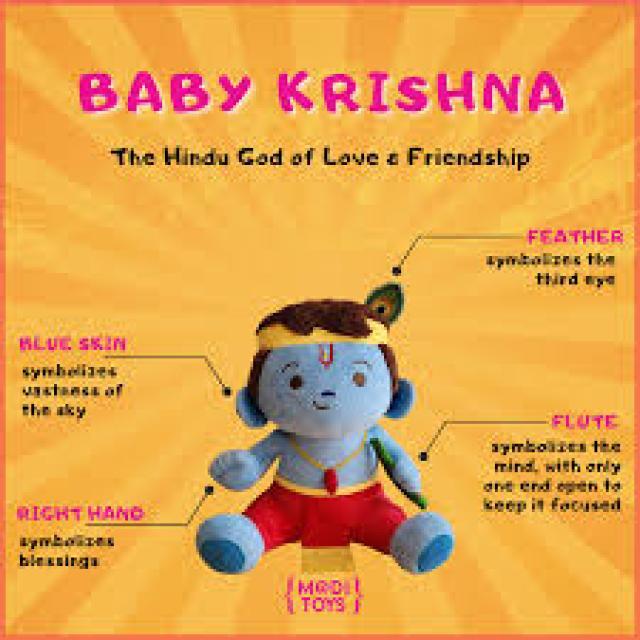 BABY KRISHNA
The Hindu God of Love & Friendship
FEATHER
symbolizes the
third eye
BLUE SKIN
symbolizes
vastness of
the sky
FLUTE
symbolizes the
mind, with only
one end open to
keep it focused
RIGHT HAND
symbolizes
blessings
MODI
TOYS